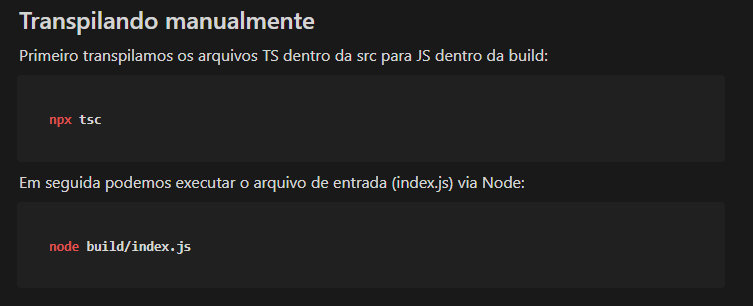 Transpilando manualmente
Primeiro transpilamos os arquivos TS dentro da src para JS dentro da build:
npx tsc
Em seguida podemos executar o arquivo de entrada (index.js) via Node:
node build/index.js